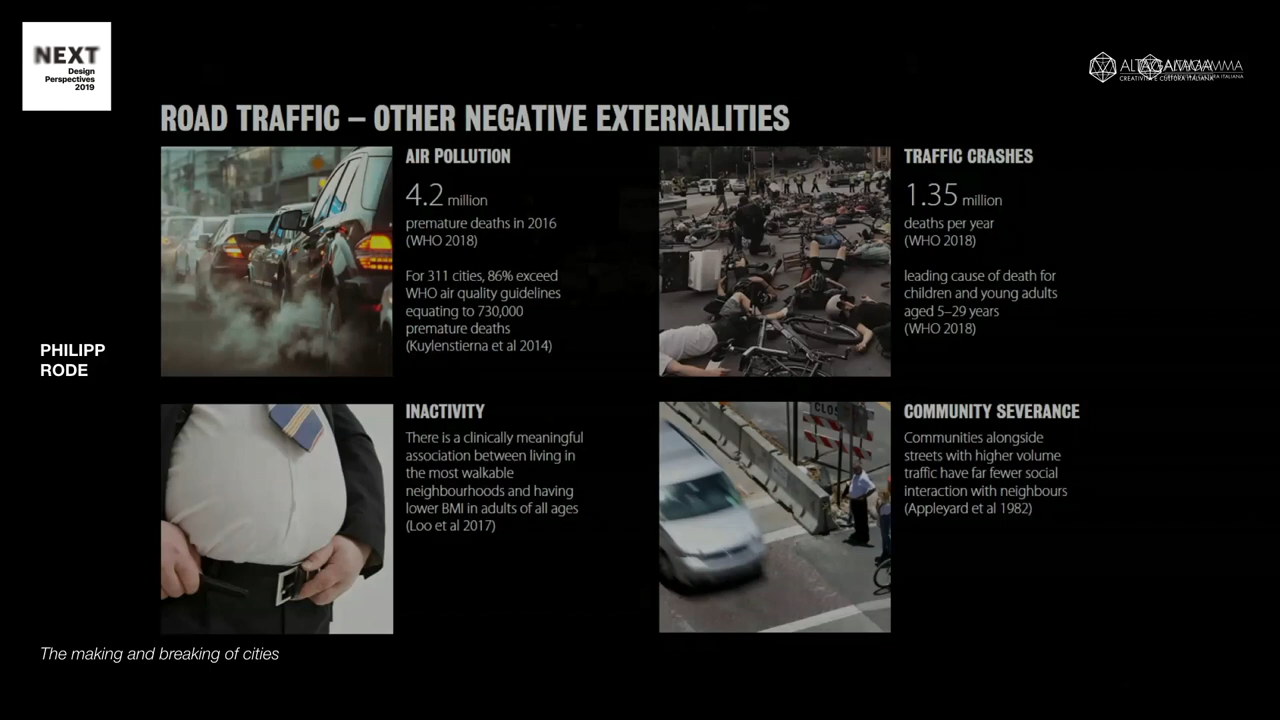 NEXT
Design
Perspectives
2019
ALTAGAMMA
CREATIVITÀ E CULTURA ITALIANA
ROAD TRAFFIC – OTHER NEGATIVE EXTERNALITIES
AIR POLLUTION
4.2 million
premature deaths in 2016
(WHO 2018)
For 311 cities, 86% exceed
WHO air quality guidelines
equating to 730,000
premature deaths
(Kuylenstierna et al 2014)
TRAFFIC CRASHES
1.35 million
deaths per year
(WHO 2018)
leading cause of death for
children and young adults
aged 5–29 years
(WHO 2018)
PHILIPP
RODE
INACTIVITY
There is a clinically meaningful
association between living in
the most walkable
neighbourhoods and having
lower BMI in adults of all ages
(Loo et al 2017)
COMMUNITY SEVERANCE
Communities alongside
streets with higher volume
traffic have far fewer social
interaction with neighbours
(Appleyard et al 1982)
The making and breaking of cities